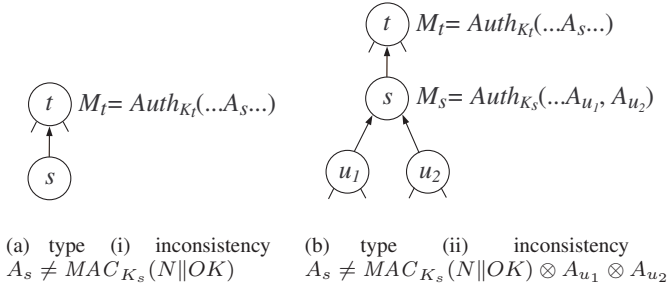 t M_t = Auth_{K_t}(...A_s...)
s
(a) type (i) inconsistency
A_s ≠ MAC_{K_s}(N∥OK)
t M_t = Auth_{K_t}(...A_s...)
s M_s = Auth_{K_s}(...A_{u_1}, A_{u_2})
u_1 u_2
(b) type (ii) inconsistency
A_s ≠ MAC_{K_s}(N∥OK) ⊗ A_{u_1} ⊗ A_{u_2}